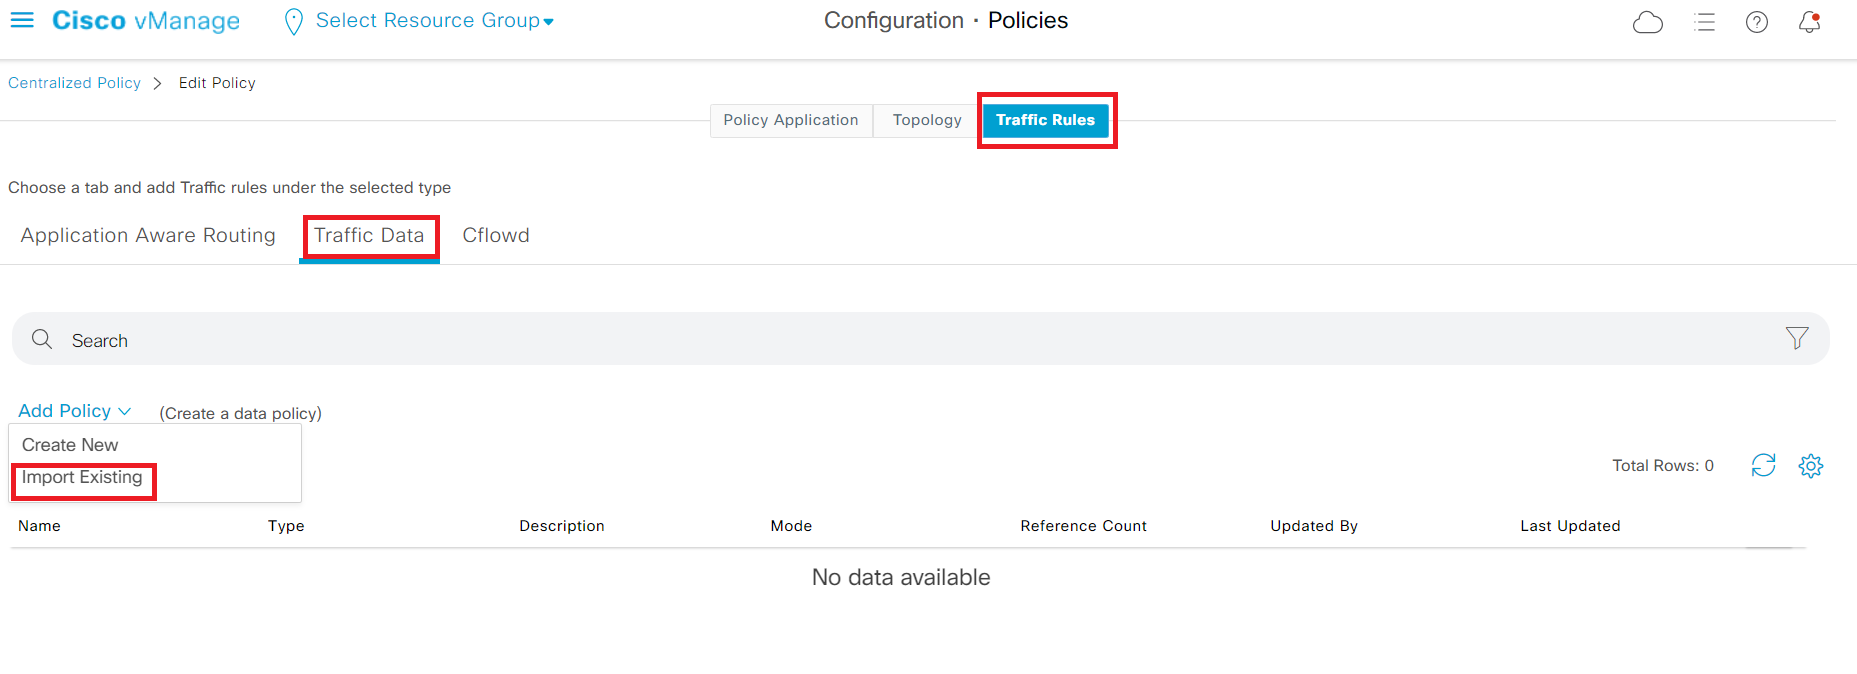 Cisco vManage
Select Resource Group
Configuration · Policies
Centralized Policy > Edit Policy
Policy Application
Topology
Traffic Rules
Choose a tab and add Traffic rules under the selected type
Application Aware Routing
Traffic Data
Cflowd
Search
Add Policy
(Create a data policy)
Create New
Import Existing
Total Rows: 0
Name Type Description Mode Reference Count Updated By Last Updated
No data available